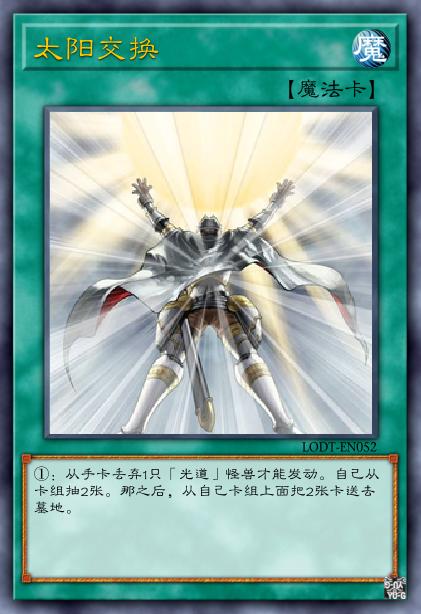 太阳交换
魔
【魔法卡】
LODT-EN052
①：从手卡丢弃1只「光道」怪兽才能发动。自己从
卡组抽2张。那之后，从自己卡组上面把2张卡送去
墓地。